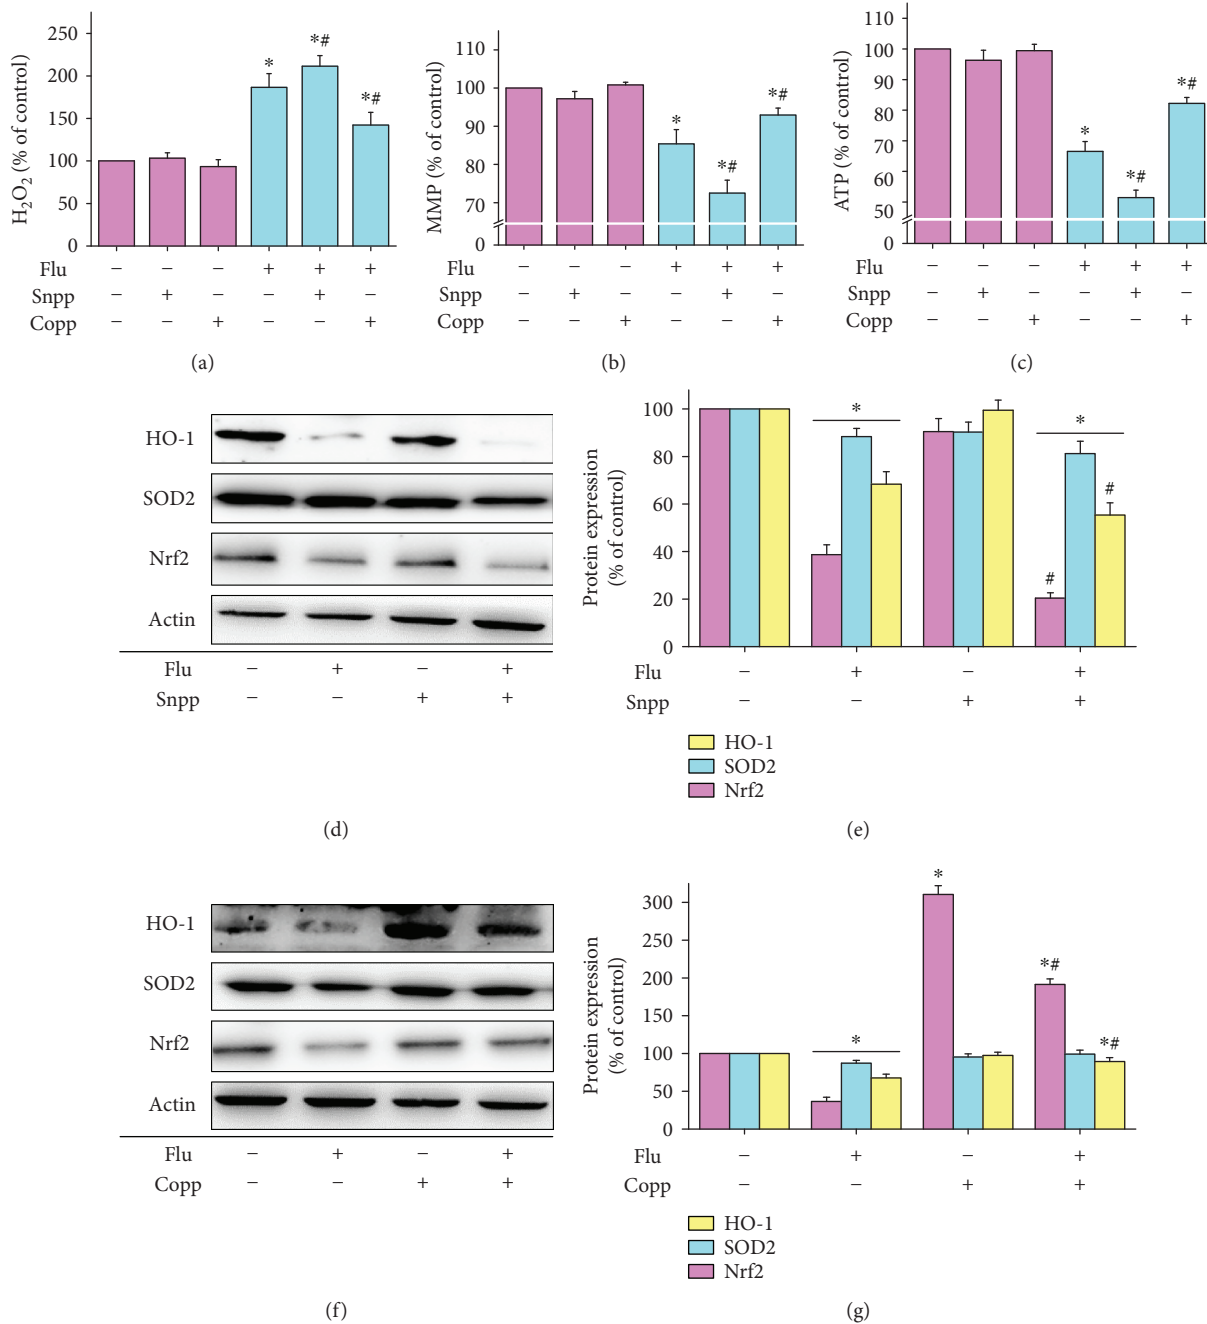 H2O2 (% of control)
250
200
150
100
50
0
* *# *#
Flu − − − + + +
Snpp − + − − + −
Copp − − + − − +
(a)
MMP (% of control)
110
100
90
80
70
0
* *# *#
Flu − − − + + +
Snpp − + − − + −
Copp − − + − − +
(b)
ATP (% of control)
110
100
90
80
70
60
50
0
* *# *#
Flu − − − + + +
Snpp − + − − + −
Copp − − + − − +
(c)
HO-1
SOD2
Nrf2
Actin
Flu − + − +
Snpp − − + +
(d)
Protein expression
(% of control)
100
80
60
40
20
0
* *
# #
Flu − + − +
Snpp − − + +
HO-1
SOD2
Nrf2
(e)
HO-1
SOD2
Nrf2
Actin
Flu − + − +
Copp − − + +
(f)
Protein expression
(% of control)
300
250
200
150
100
50
0
* * *# *#
Flu − + − +
Copp − − + +
HO-1
SOD2
Nrf2
(g)